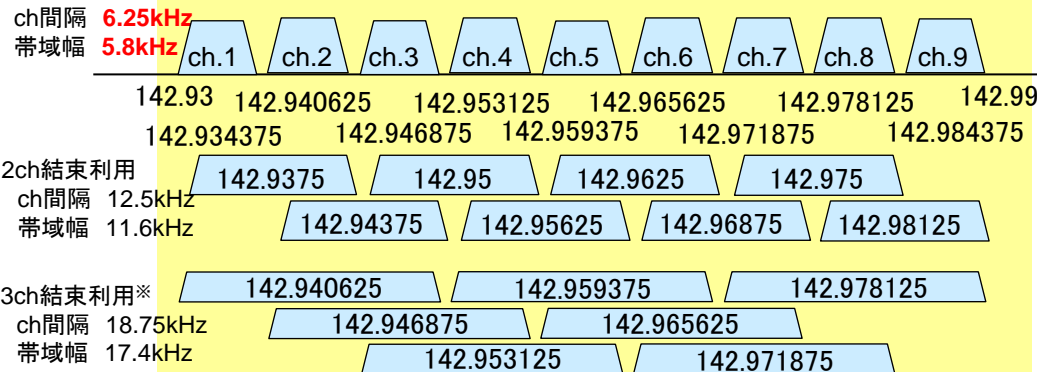 ch間隔 6.25kHz
帯域幅 5.8kHz
ch.1 ch.2 ch.3 ch.4 ch.5 ch.6 ch.7 ch.8 ch.9
142.93 142.940625 142.953125 142.965625 142.978125 142.99
142.934375 142.946875 142.959375 142.971875 142.984375
2ch結束利用
142.9375 142.95 142.9625 142.975
ch間隔 12.5kHz
帯域幅 11.6kHz
142.94375 142.95625 142.96875 142.98125
3ch結束利用※
142.940625 142.959375 142.978125
ch間隔 18.75kHz
142.946875 142.965625
帯域幅 17.4kHz
142.953125 142.971875